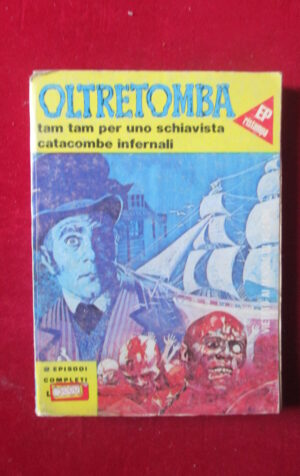 OLTRETOMBA
EP
tam tam per uno schiavista
catacombe infernali
2 EPISODI
COMPLETI
L.